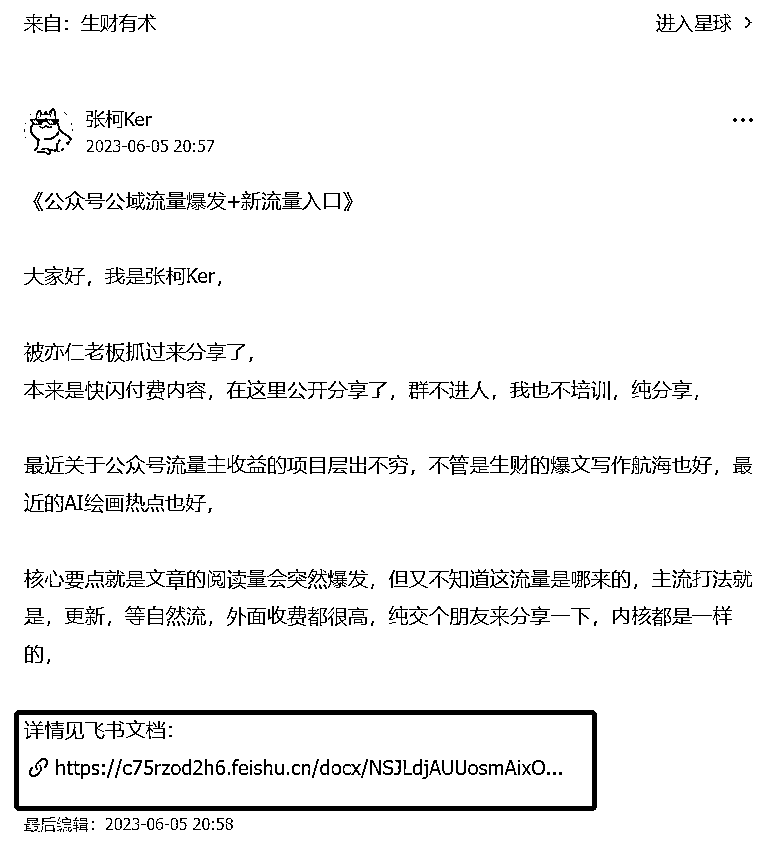 来自：生财有术
进入星球 >
张柯Ker
...
2023-06-05 20:57
《公众号公域流量爆发+新流量入口》
大家好，我是张柯Ker，
被亦仁老板抓过来分享了，
本来是快闪付费内容，在这里公开分享了，群不进人，我也不培训，纯分享，
最近关于公众号流量主收益的项目层出不穷，不管是生财的爆文写作航海也好，最
近的AI绘画热点也好，
核心要点就是文章的阅读量会突然爆发，但又不知道这流量是哪来的，主流打法就
是，更新，等自然流，外面收费都很高，纯交个朋友来分享一下，内核都是一样
的，
详情见飞书文档：
https://c75rzod2h6.feishu.cn/docx/NSJLdjAUUosmAixO...
最后编辑：2023-06-05 20:58